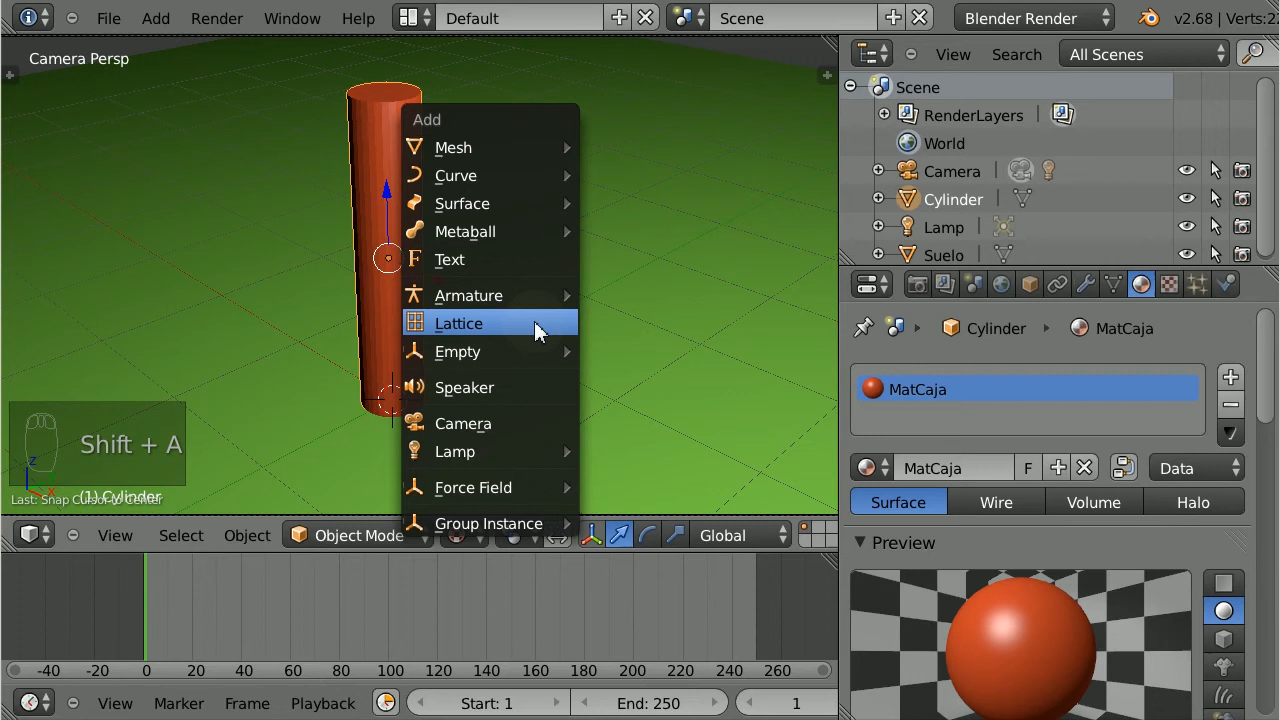 File Add Render Window Help Default Scene Blender Render v2.68 | Verts:2
Camera Persp
Add
Mesh
Curve
Surface
Metaball
Text
Armature
Lattice
Empty
Speaker
Camera
Lamp
Force Field
Group Instance
Shift + A
z
x
Last: Snap Cursor to Center
(1) Cylinder
View Select Object Object Mode Global
-40 -20 0 20 40 60 80 100 120 140 160 180 200 220 240 260
View Marker Frame Playback Start: 1 End: 250 1
View Search All Scenes
Scene
RenderLayers |
World
Camera |
Cylinder |
Lamp |
Suelo |
Cylinder MatCaja
MatCaja
MatCaja F Data
Surface Wire Volume Halo
Preview